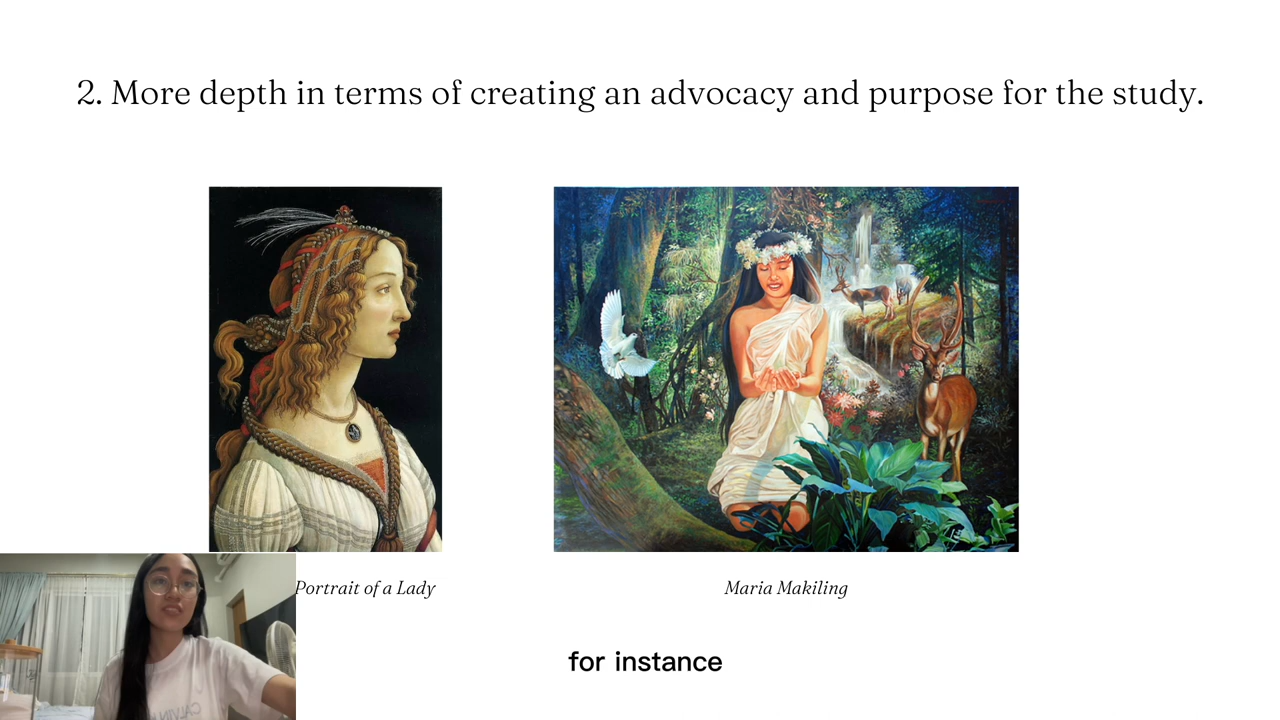 2. More depth in terms of creating an advocacy and purpose for the study.
Portrait of a Lady
Maria Makiling
for instance